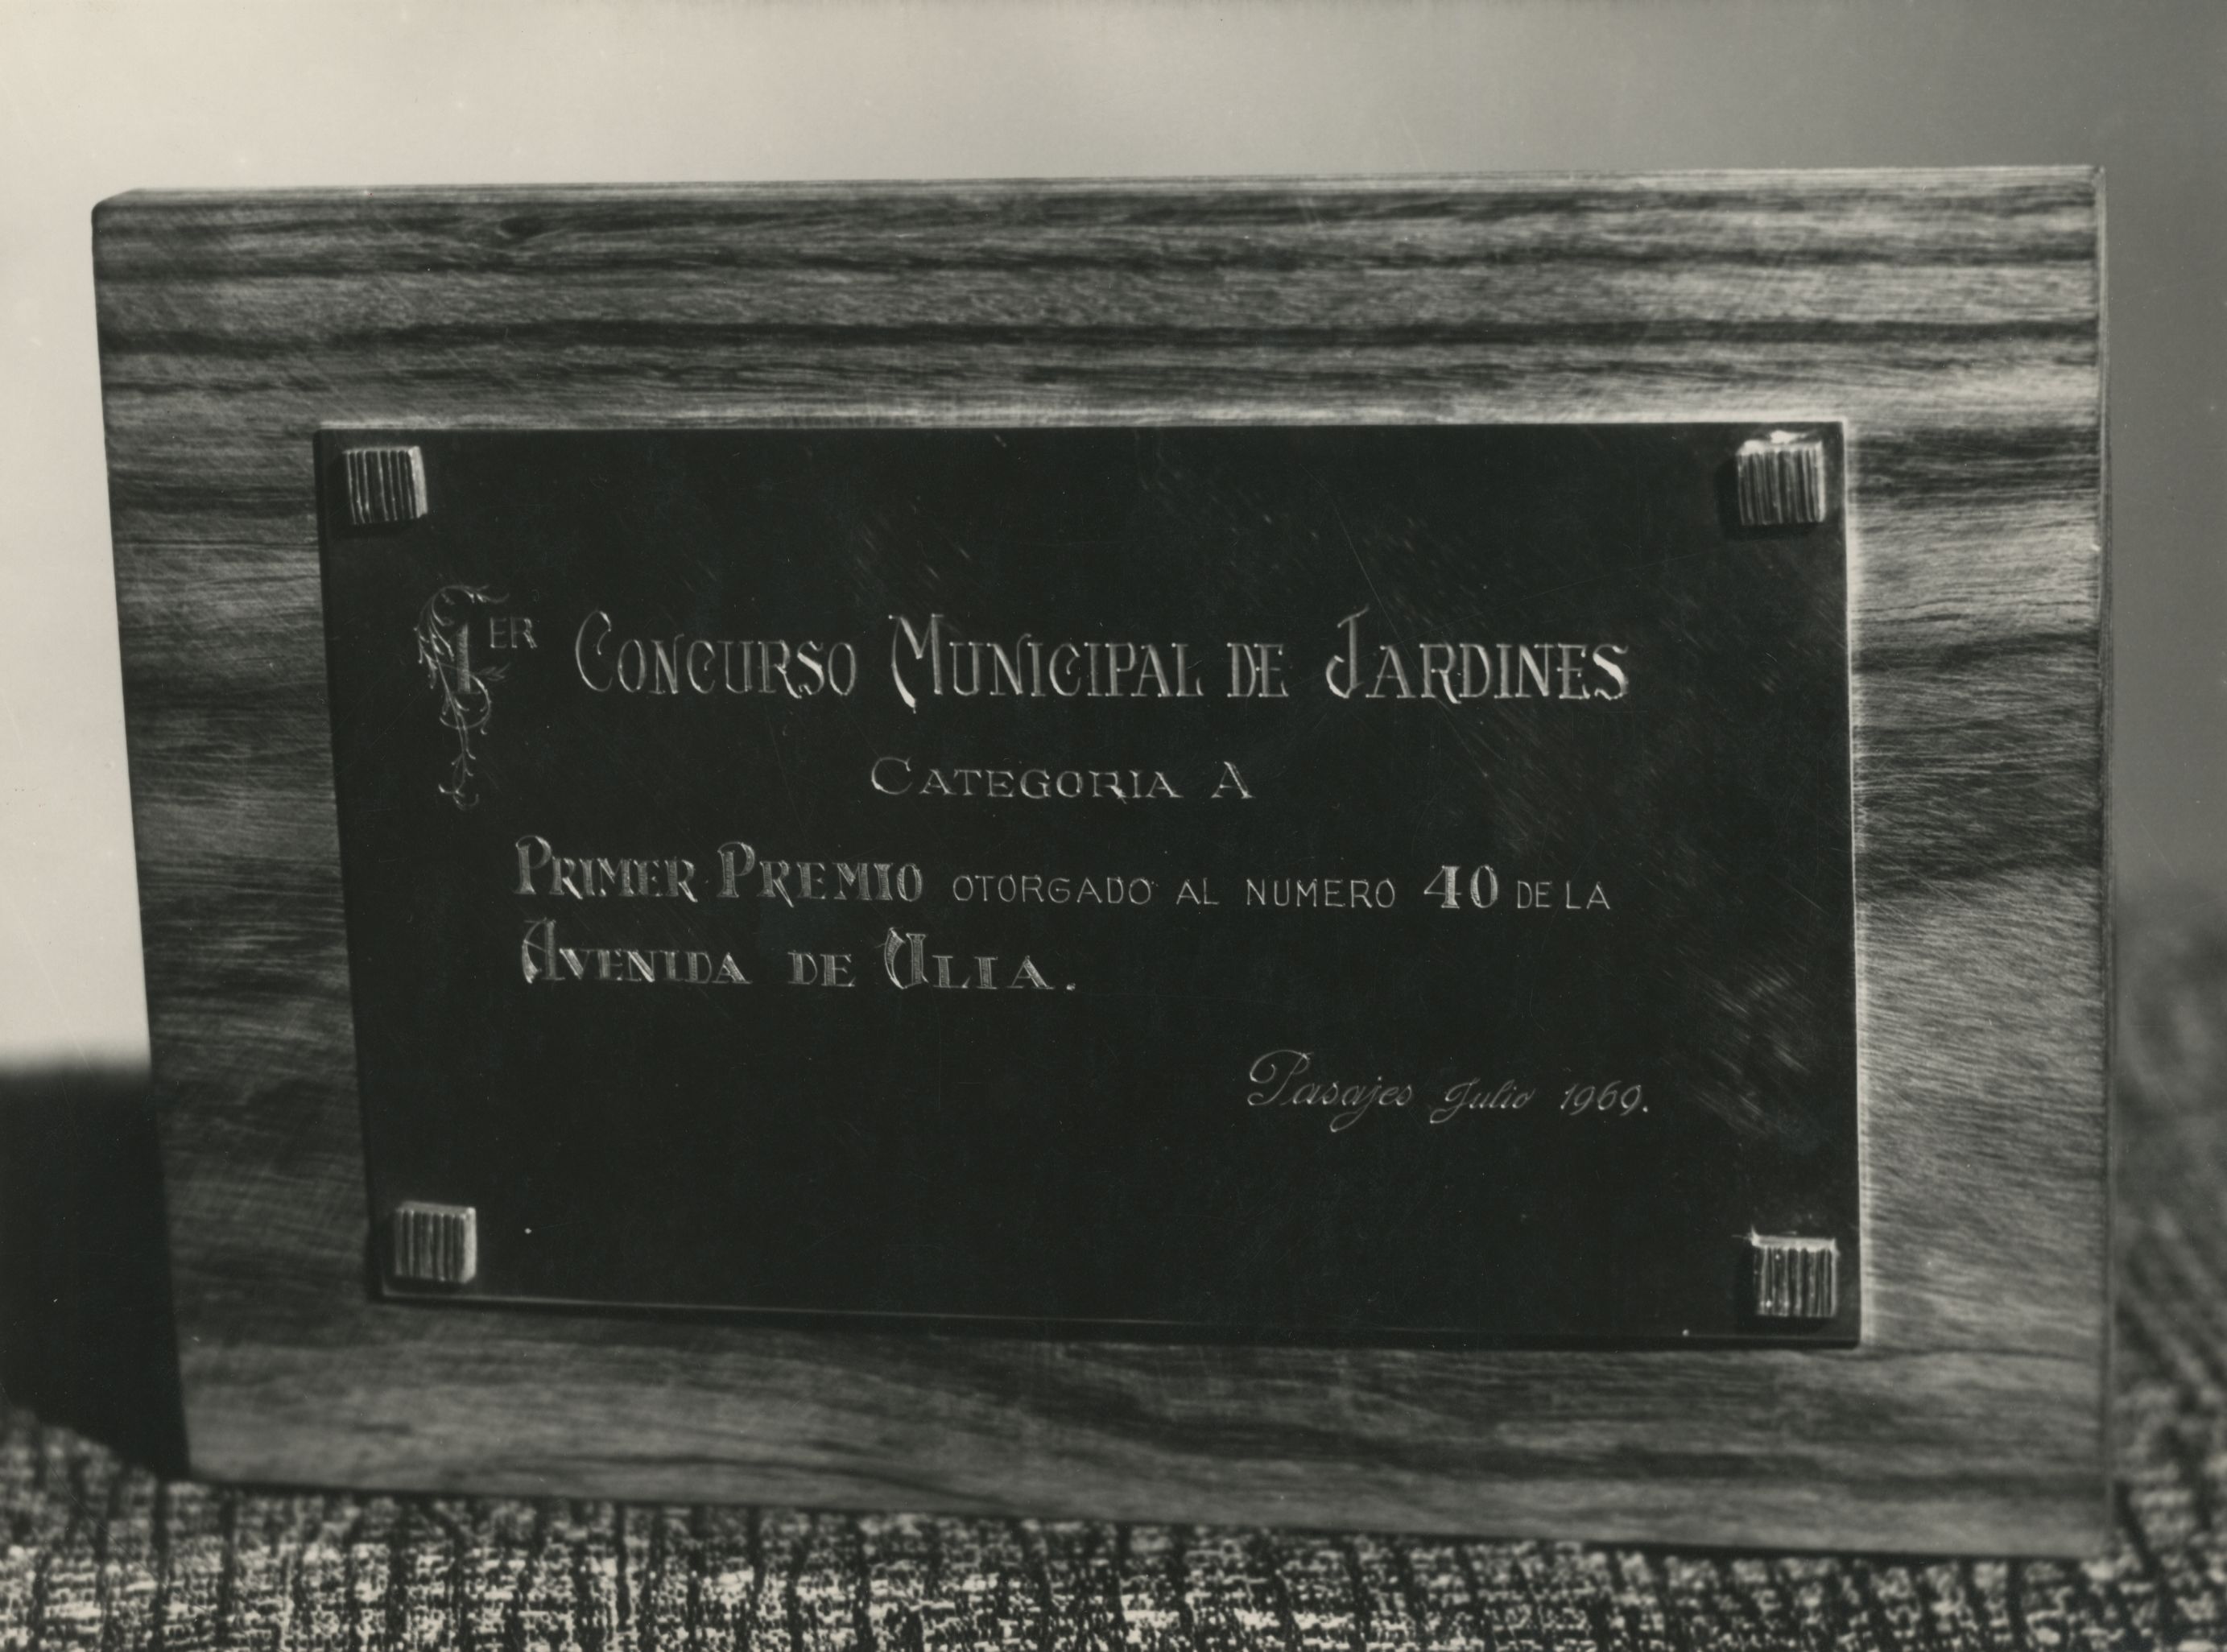 1ER CONCURSO MUNICIPAL DE JARDINES
CATEGORIA A
PRIMER PREMIO OTORGADO AL NUMERO 40 DE LA
AVENIDA DE ULIA.
Pasajes Julio 1969.